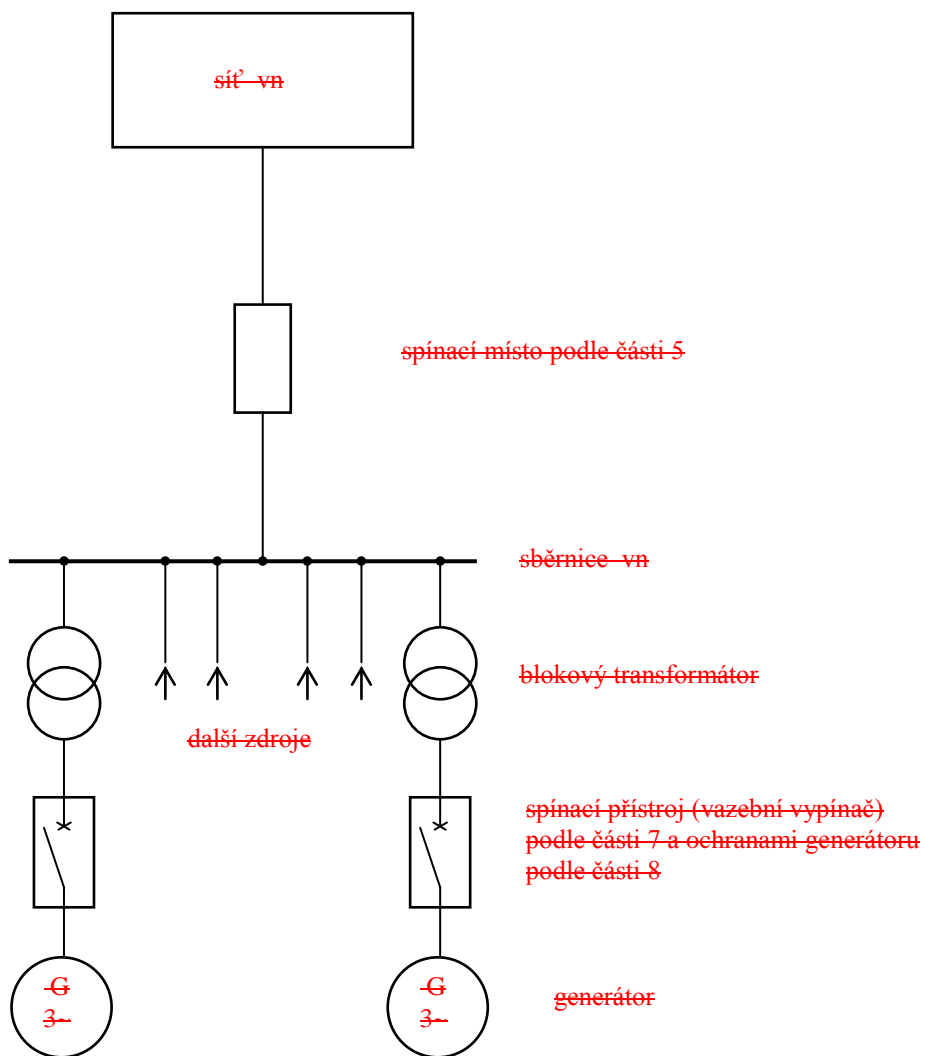 síť vn
spínací místo podle části 5
sběrnice vn
blokový transformátor
další zdroje
spínací přístroj (vazební vypínač)
podle části 7 a ochranami generátoru
podle části 8
G
3~
G
3~
generátor